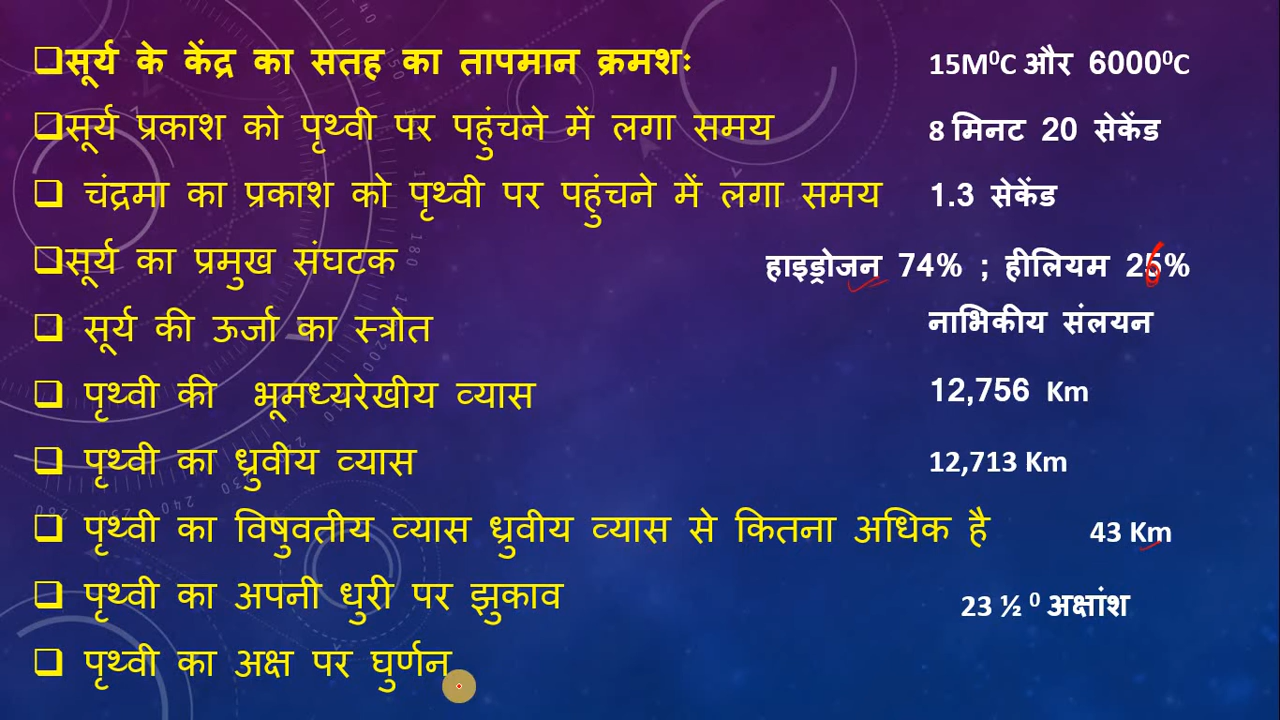 ❑सूर्य के केंद्र का सतह का तापमान क्रमशः 15M⁰C और 6000⁰C
❑सूर्य प्रकाश को पृथ्वी पर पहुंचने में लगा समय 8 मिनट 20 सेकेंड
❑ चंद्रमा का प्रकाश को पृथ्वी पर पहुंचने में लगा समय 1.3 सेकेंड
❑सूर्य का प्रमुख संघटक हाइड्रोजन 74% ; हीलियम 26%
❑ सूर्य की ऊर्जा का स्त्रोत नाभिकीय संलयन
❑ पृथ्वी की भूमध्यरेखीय व्यास 12,756 Km
❑ पृथ्वी का ध्रुवीय व्यास 12,713 Km
❑ पृथ्वी का विषुवतीय व्यास ध्रुवीय व्यास से कितना अधिक है 43 Km
❑ पृथ्वी का अपनी धुरी पर झुकाव 23 ½ ⁰ अक्षांश
❑ पृथ्वी का अक्ष पर घुर्णन